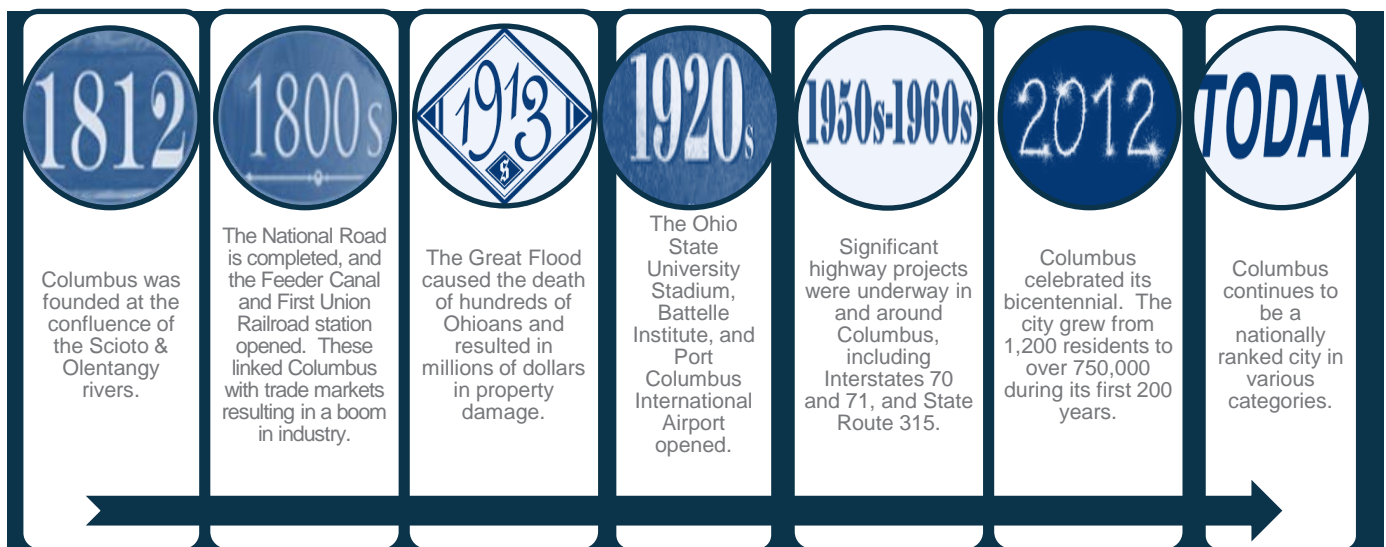 1812
Columbus was
founded at the
confluence of
the Scioto &
Olentangy
rivers.
1800s
The National Road
is completed, and
the Feeder Canal
and First Union
Railroad station
opened. These
linked Columbus
with trade markets
resulting in a boom
in industry.
1913
S
The Great Flood
caused the death
of hundreds of
Ohioans and
resulted in
millions of dollars
in property
damage.
1920s
The Ohio
State
University
Stadium,
Battelle
Institute, and
Port
Columbus
International
Airport
opened.
1950s-1960s
Significant
highway projects
were underway in
and around
Columbus,
including
Interstates 70
and 71, and State
Route 315.
2012
Columbus
celebrated its
bicentennial. The
city grew from
1,200 residents to
over 750,000
during its first 200
years.
TODAY
Columbus
continues to
be a
nationally
ranked city in
various
categories.